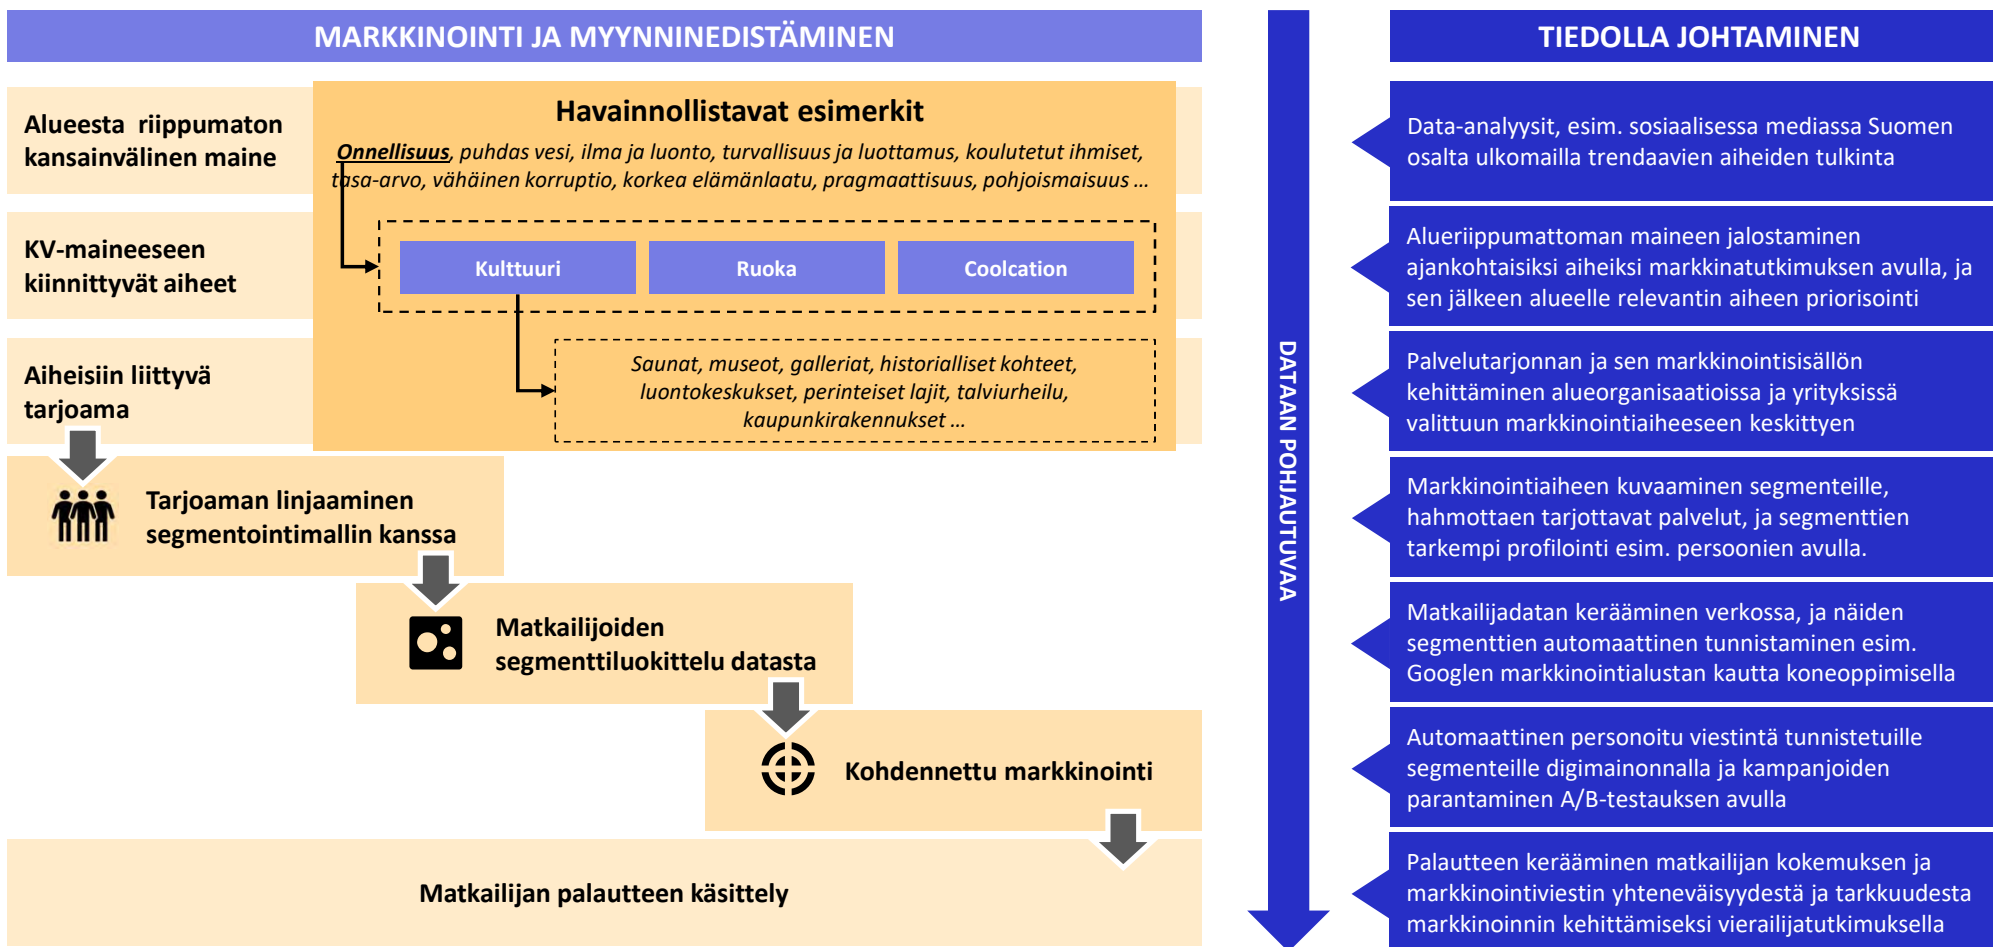 MARKKINOINTI JA MYYNNINEDISTÄMINEN
TIEDOLLA JOHTAMINEN
Alueesta riippumaton
kansainvälinen maine
Havainnollistavat esimerkit
Onnellisuus, puhdas vesi, ilma ja luonto, turvallisuus ja luottamus, koulutetut ihmiset,
tasa-arvo, vähäinen korruptio, korkea elämänlaatu, pragmaattisuus, pohjoismaisuus …
Data-analyysit, esim. sosiaalisessa mediassa Suomen
osalta ulkomailla trendaavien aiheiden tulkinta
KV-maineeseen
kiinnittyvät aiheet
Kulttuuri
Ruoka
Coolcation
Alueriippumattoman maineen jalostaminen
ajankohtaisiksi aiheiksi markkinatutkimuksen avulla, ja
sen jälkeen alueelle relevantin aiheen priorisointi
Aiheisiin liittyvä
tarjoama
Saunat, museot, galleriat, historialliset kohteet,
luontokeskukset, perinteiset lajit, talviurheilu,
kaupunkirakennukset …
Palvelutarjonnan ja sen markkinointisisällön
kehittäminen alueorganisaatioissa ja yrityksissä
valittuun markkinointiaiheeseen keskittyen
DATAAN POHJAUTUVAA
Tarjoaman linjaaminen
segmentointimallin kanssa
Markkinointiaiheen kuvaaminen segmenteille,
hahmottaen tarjottavat palvelut, ja segmenttien
tarkempi profilointi esim. persoonien avulla.
Matkailijoiden
segmenttiluokittelu datasta
Matkailijadatan kerääminen verkossa, ja näiden
segmenttien automaattinen tunnistaminen esim.
Googlen markkinointialustan kautta koneoppimisella
Kohdennettu markkinointi
Automaattinen personoitu viestintä tunnistetuille
segmenteille digimainonnalla ja kampanjoiden
parantaminen A/B-testauksen avulla
Matkailijan palautteen käsittely
Palautteen kerääminen matkailijan kokemuksen ja
markkinointiviestin yhteneväisyydestä ja tarkkuudesta
markkinoinnin kehittämiseksi vierailijatutkimuksella